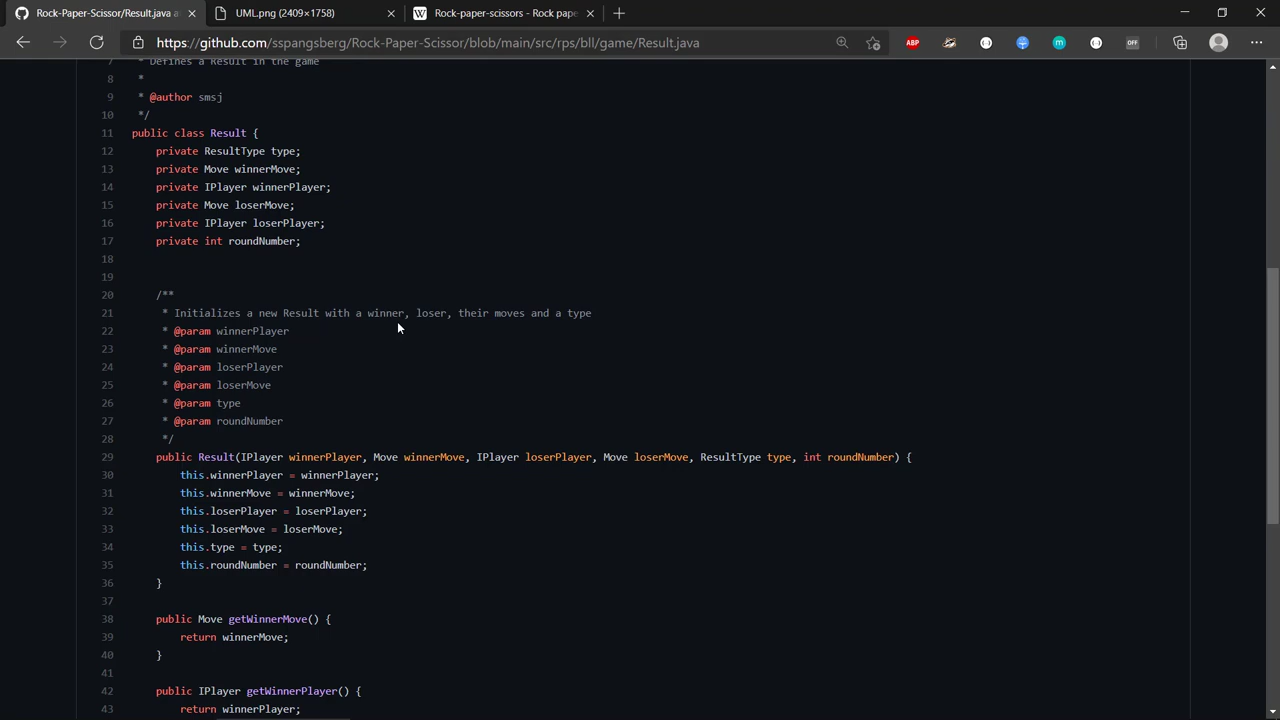 Rock-Paper-Scissor/Result.java a
UML.png (2409×1758)
Rock-paper-scissors - Rock pape
https://github.com/sspangsberg/Rock-Paper-Scissor/blob/main/src/rps/bll/game/Result.java
ABP
m
OFF
7 * Defines a Result in the game
8 *
9 * @author smsj
10 */
11 public class Result {
12 private ResultType type;
13 private Move winnerMove;
14 private IPlayer winnerPlayer;
15 private Move loserMove;
16 private IPlayer loserPlayer;
17 private int roundNumber;
18
19
20 /**
21 * Initializes a new Result with a winner, loser, their moves and a type
22 * @param winnerPlayer
23 * @param winnerMove
24 * @param loserPlayer
25 * @param loserMove
26 * @param type
27 * @param roundNumber
28 */
29 public Result(IPlayer winnerPlayer, Move winnerMove, IPlayer loserPlayer, Move loserMove, ResultType type, int roundNumber) {
30 this.winnerPlayer = winnerPlayer;
31 this.winnerMove = winnerMove;
32 this.loserPlayer = loserPlayer;
33 this.loserMove = loserMove;
34 this.type = type;
35 this.roundNumber = roundNumber;
36 }
37
38 public Move getWinnerMove() {
39 return winnerMove;
40 }
41
42 public IPlayer getWinnerPlayer() {
43 return winnerPlayer;